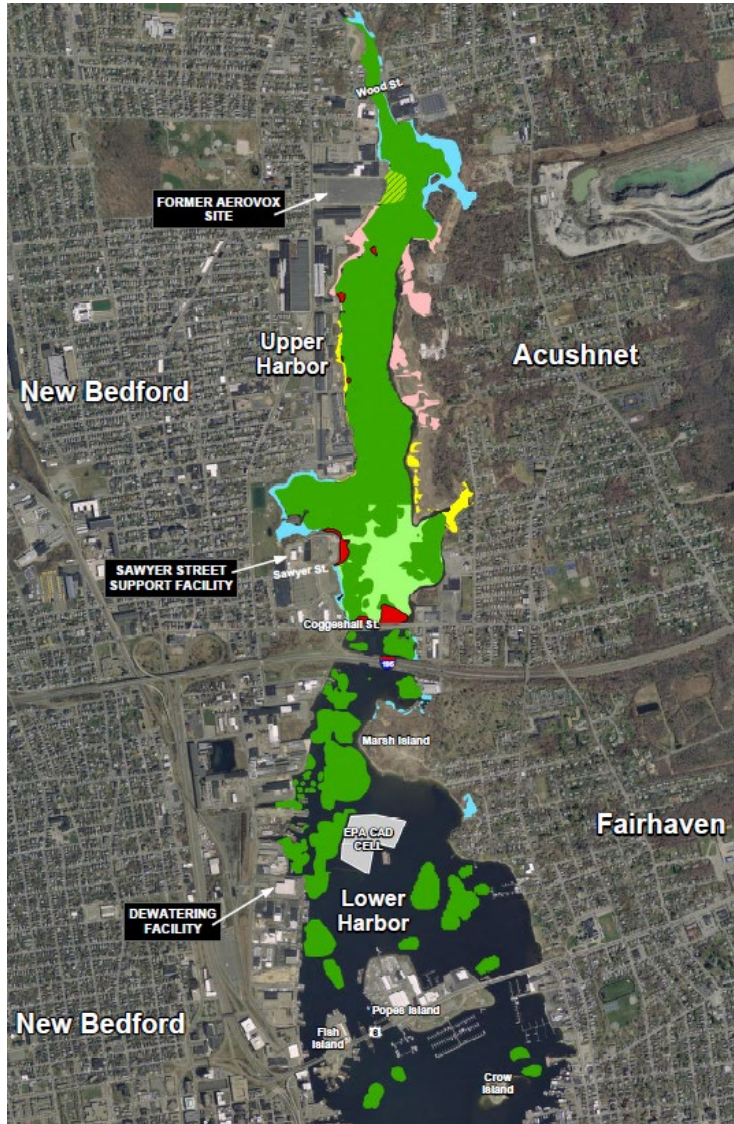 Wood St.
FORMER AEROVOX
SITE
Upper
Harbor
Acushnet
New Bedford
SAWYER STREET
SUPPORT FACILITY
Sawyer St.
Coggeshall St.
195
Marsh Island
EPA CAD
CELL
Fairhaven
Lower
Harbor
DEWATERING
FACILITY
Popes Island
New Bedford
Fish
Island
6
Crow
Island